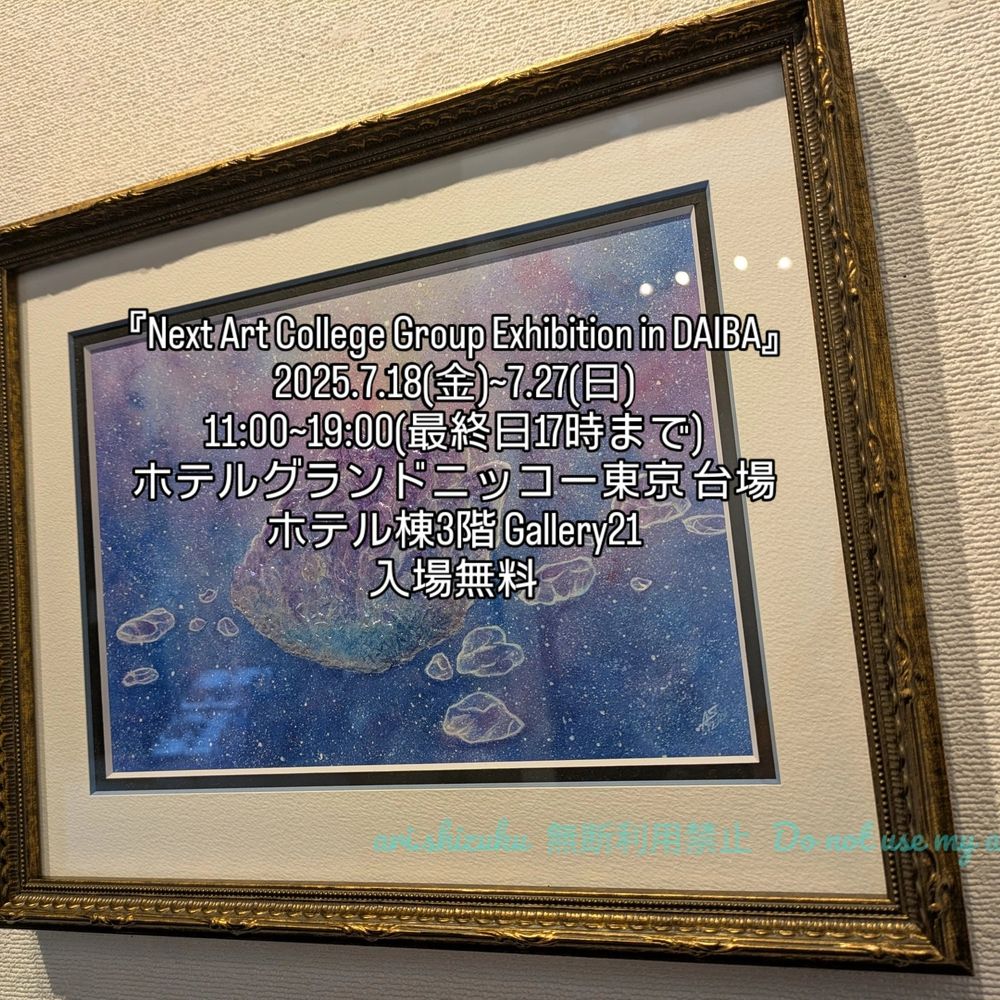 『Next Art College Group Exhibition in DAIBA』
2025.7.18(金)~7.27(日)
11:00~19:00(最終日17時まで)
ホテルグランドニッコー東京 台場
ホテル棟3階 Gallery21
入場無料
arishizuku 無断利用禁止 Do not use my